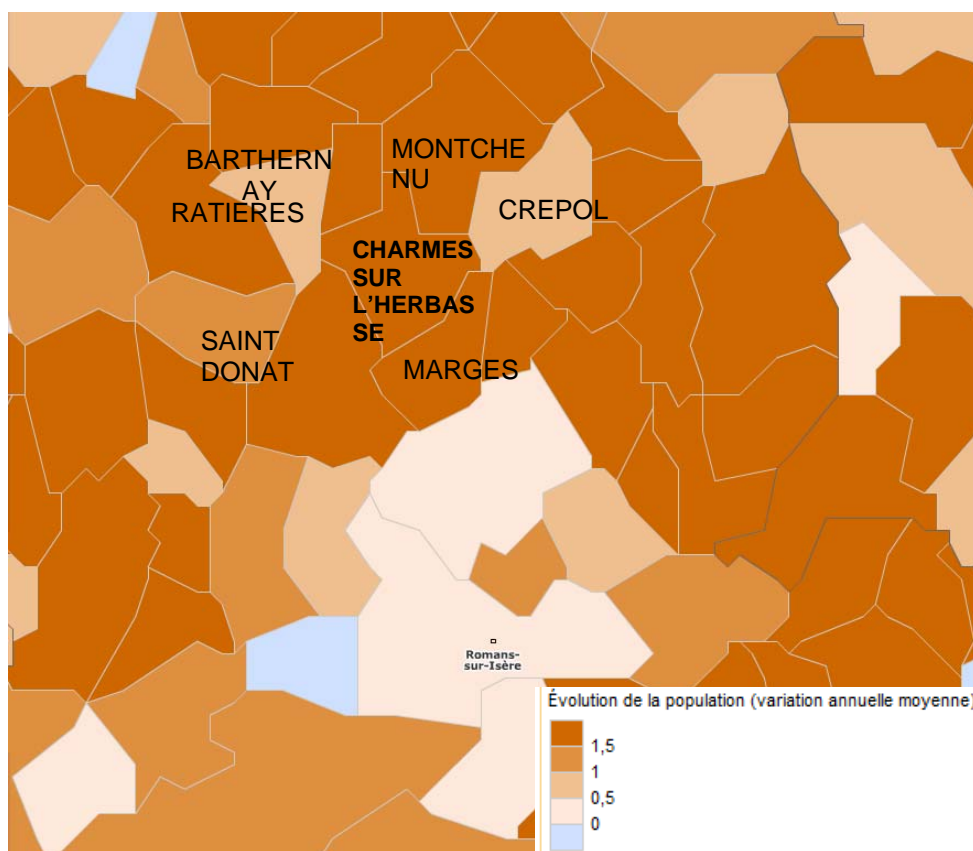 BARTHERN
AY
RATIERES
MONTCHE
NU
CREPOL
CHARMES
SUR
L'HERBAS
SE
SAINT
DONAT
MARGES
Romans-
sur-Isère
Évolution de la population (variation annuelle moyenne)
1,5
1
0,5
0